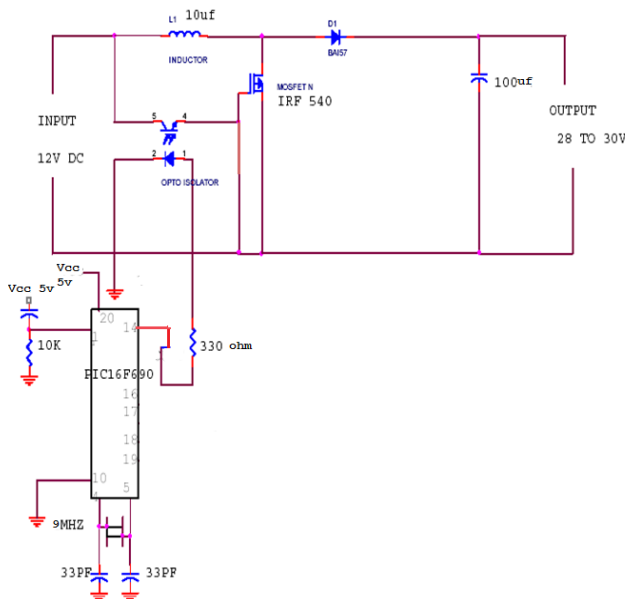 L1 10uf
INDUCTOR
D1
BAI57
MOSFET N
IRF 540
100uf
INPUT
12V DC
OUTPUT
28 TO 30V
5 4
2 1
OPTO ISOLATOR
Vcc
5v
Vcc 5v
20
1
14
10K
330 ohm
PIC16F690
16
17
18
19
10
4 5
9MHZ
33PF 33PF